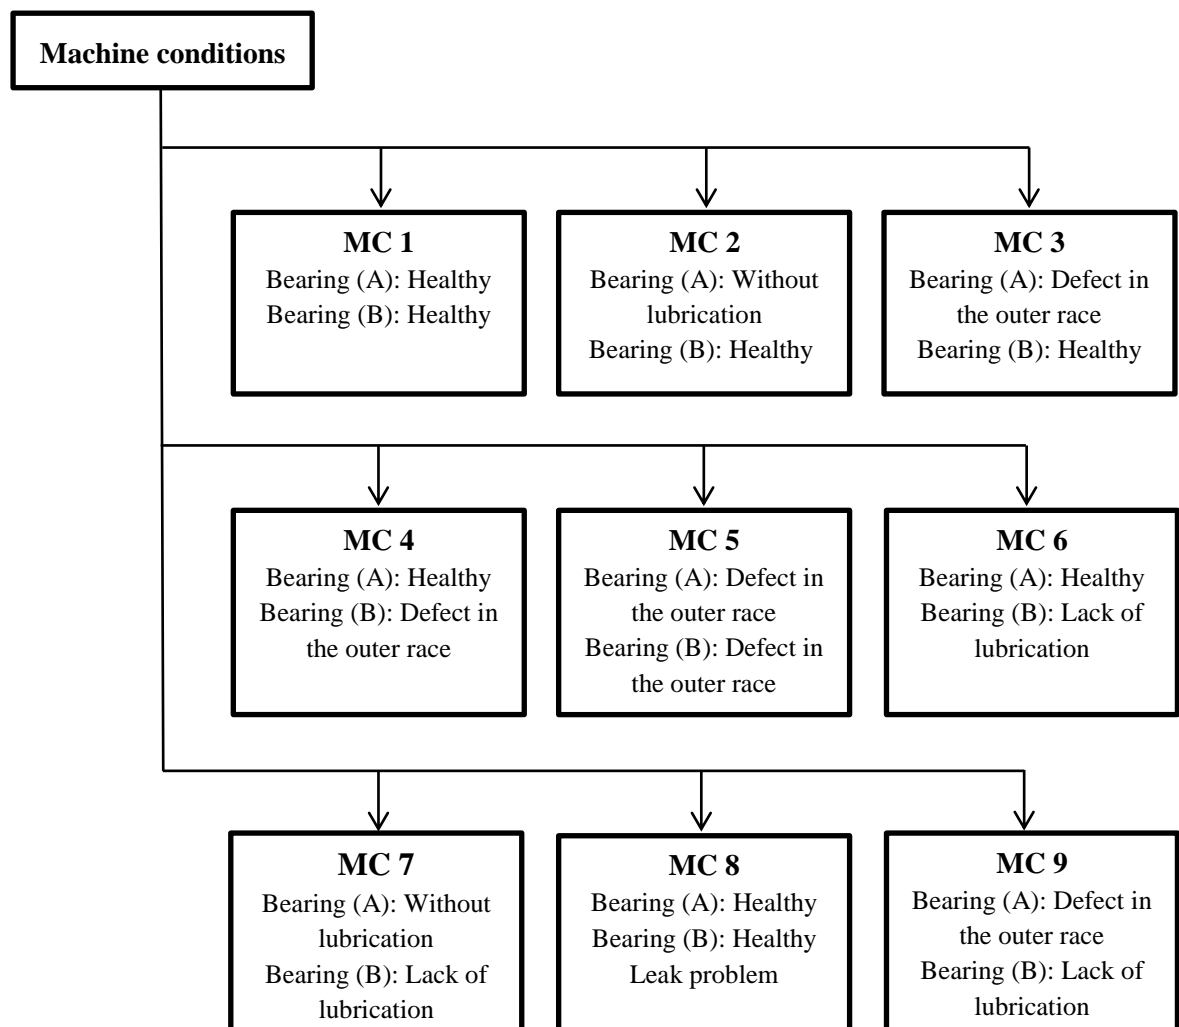 Machine conditions
MC 1
Bearing (A): Healthy
Bearing (B): Healthy
MC 2
Bearing (A): Without
lubrication
Bearing (B): Healthy
MC 3
Bearing (A): Defect in
the outer race
Bearing (B): Healthy
MC 4
Bearing (A): Healthy
Bearing (B): Defect in
the outer race
MC 5
Bearing (A): Defect in
the outer race
Bearing (B): Defect in
the outer race
MC 6
Bearing (A): Healthy
Bearing (B): Lack of
lubrication
MC 7
Bearing (A): Without
lubrication
Bearing (B): Lack of
lubrication
MC 8
Bearing (A): Healthy
Bearing (B): Healthy
Leak problem
MC 9
Bearing (A): Defect in
the outer race
Bearing (B): Lack of
lubrication